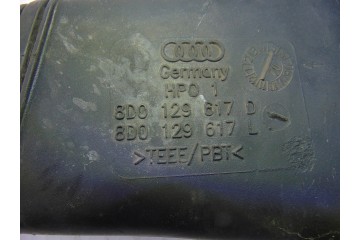 Germany
HPO 1
8D0 129 617 D
8D0 129 617 L
>TEEE/PBT<